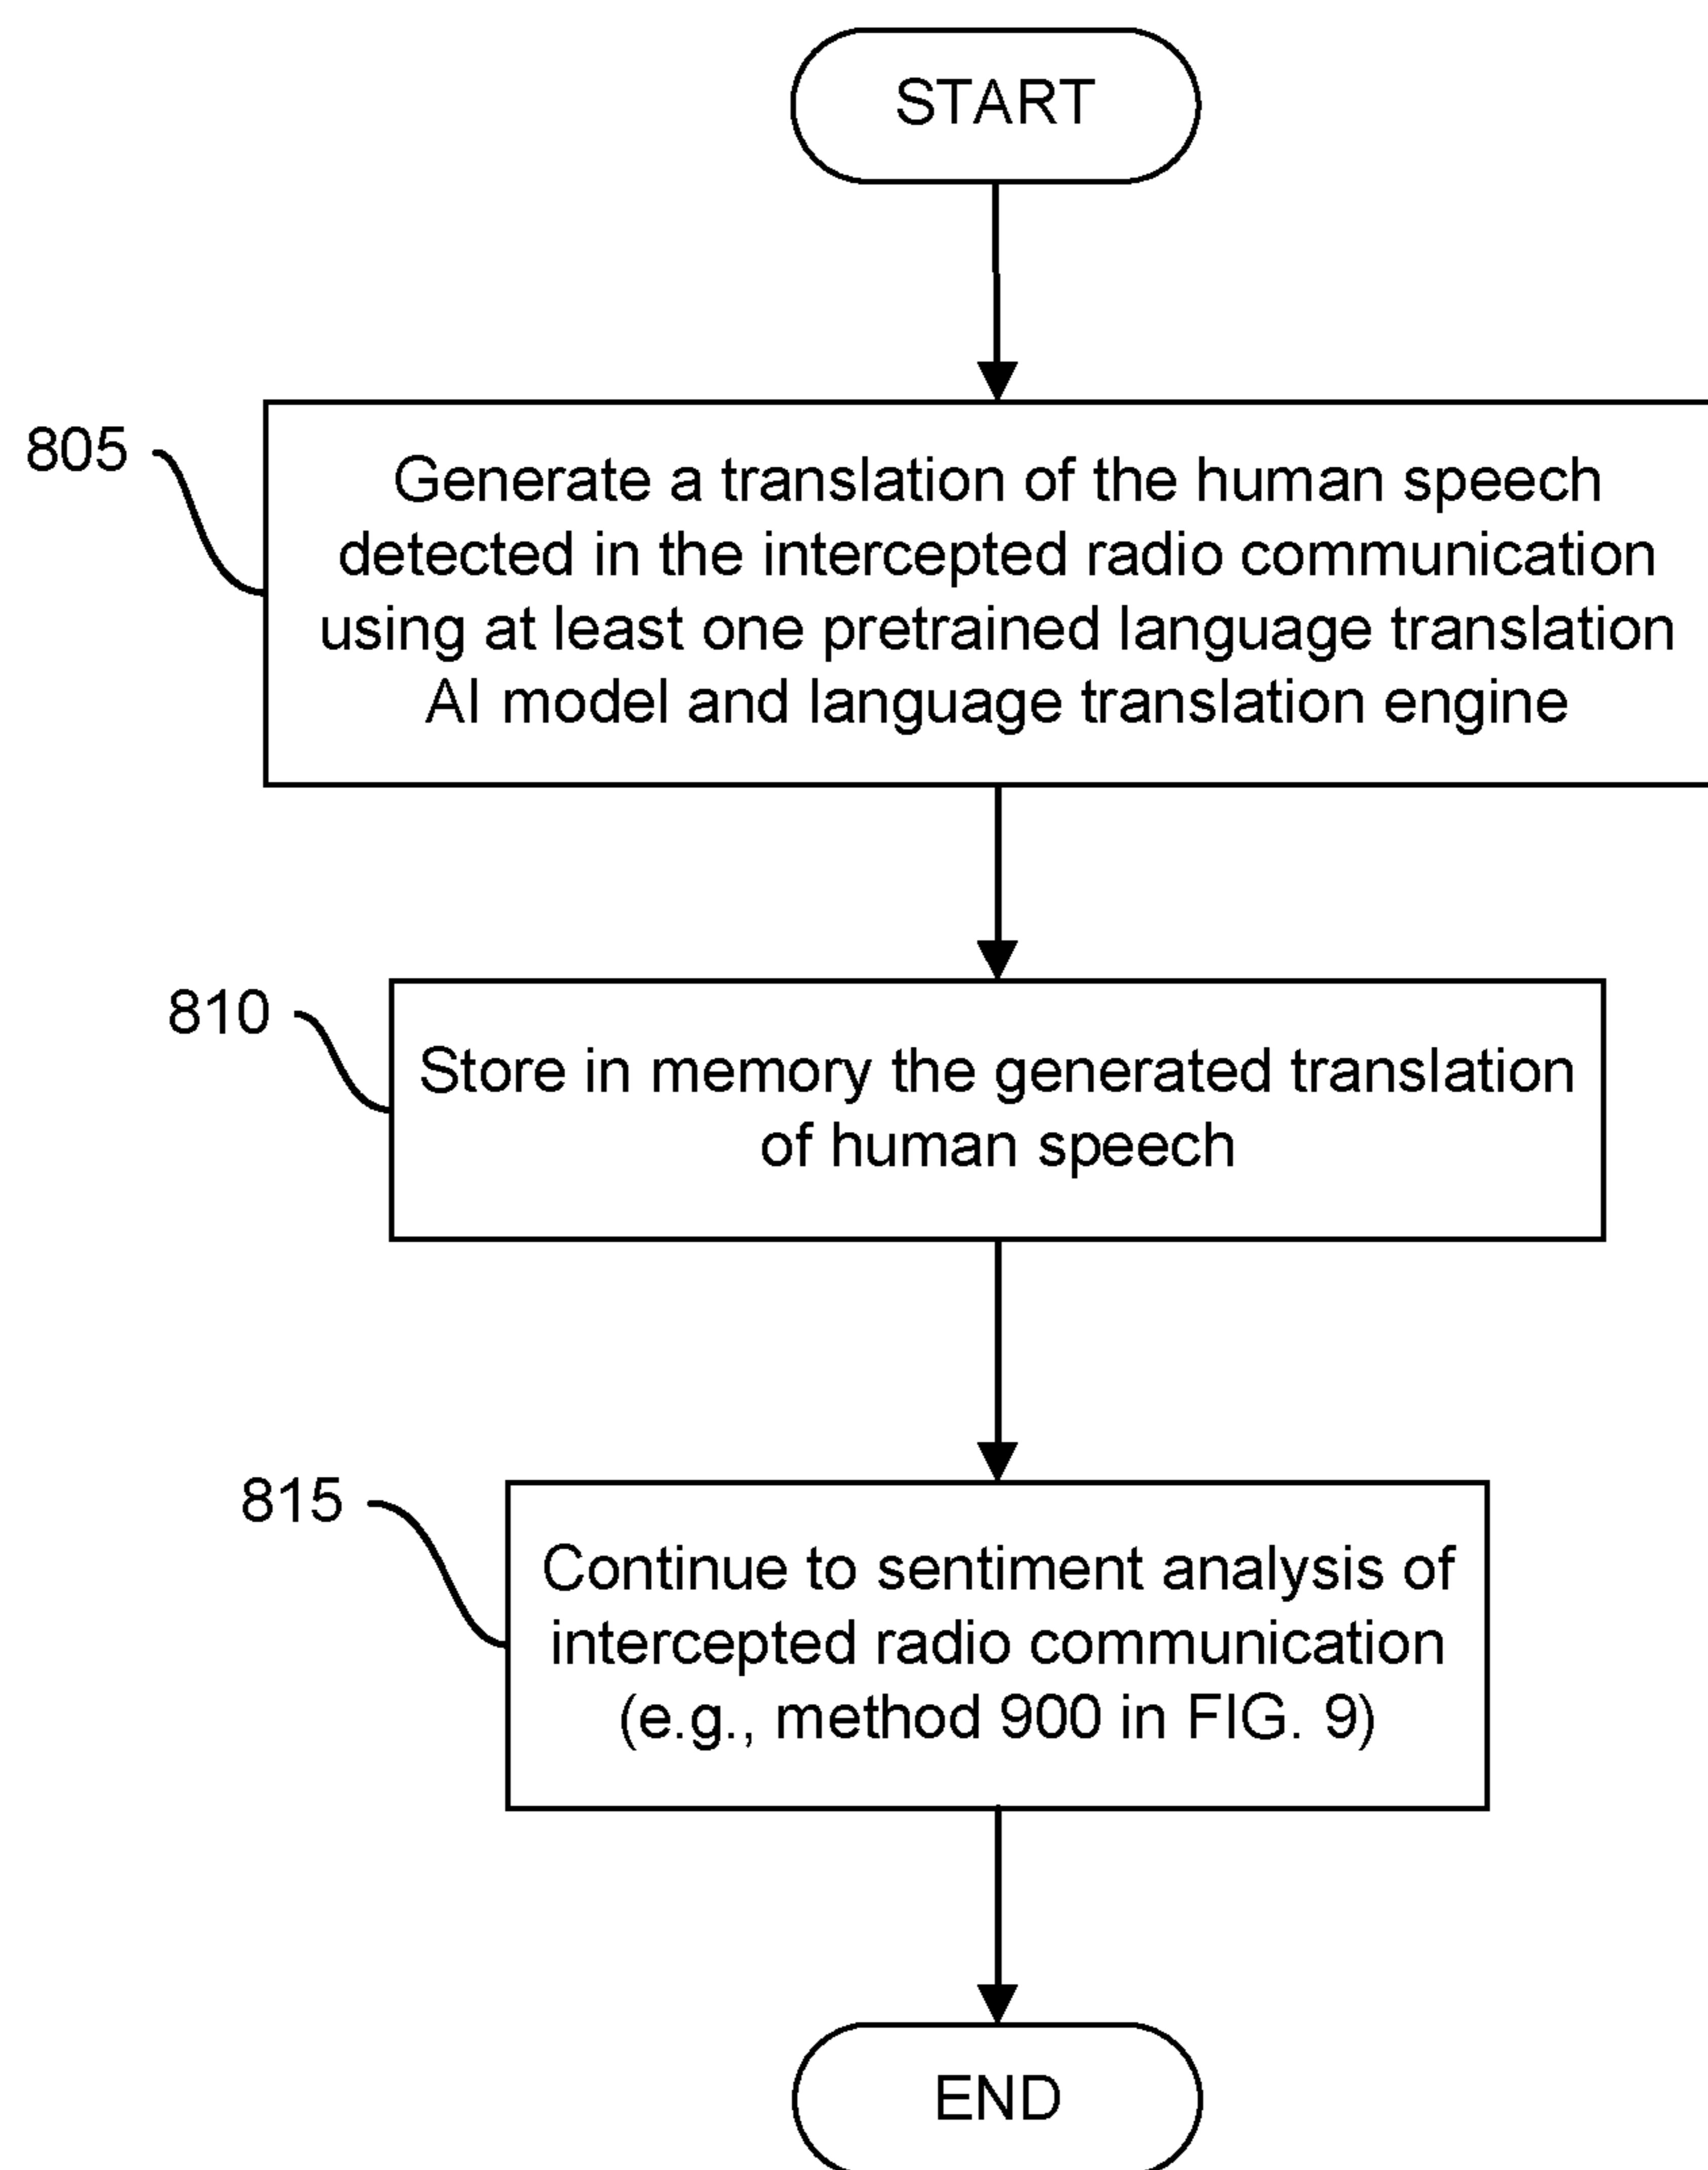 START
805
Generate a translation of the human speech
detected in the intercepted radio communication
using at least one pretrained language translation
AI model and language translation engine
810
Store in memory the generated translation
of human speech
815
Continue to sentiment analysis of
intercepted radio communication
(e.g., method 900 in FIG. 9)
END